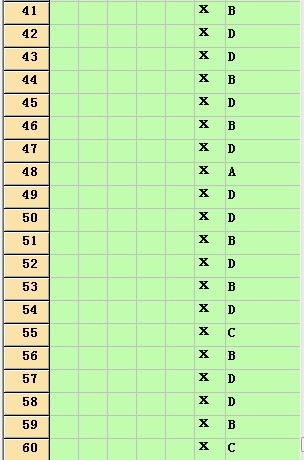 41 X B
42 X D
43 X D
44 X B
45 X D
46 X B
47 X D
48 X A
49 X D
50 X D
51 X B
52 X D
53 X B
54 X D
55 X C
56 X B
57 X D
58 X D
59 X B
60 X C